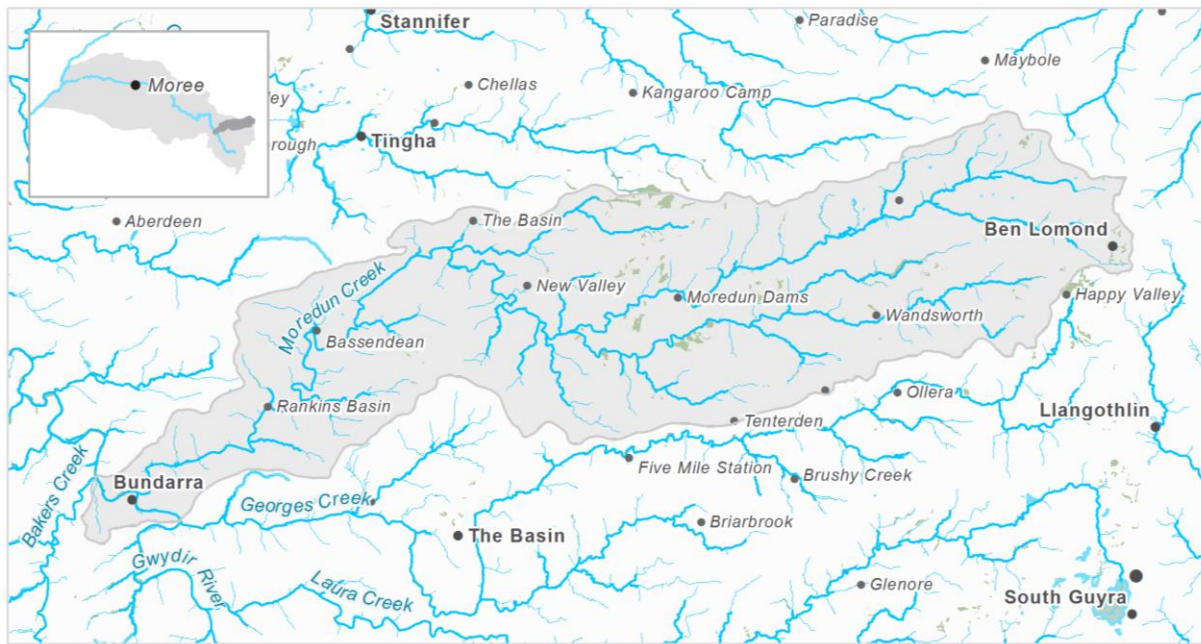 Stannifer
Paradise
Maybole
Moree
Chellas
Kangaroo Camp
Tingha
Aberdeen
The Basin
Ben Lomond
Moredun Creek
New Valley
Moredun Dams
Happy Valley
Wandsworth
Bassendean
Rankins Basin
Ollera
Llangothlin
Tenterden
Five Mile Station
Brushy Creek
Bakers Creek
Bundarra
Georges Creek
Briarbrook
The Basin
Gwydir River
Laura Creek
Glenore
South Guyra